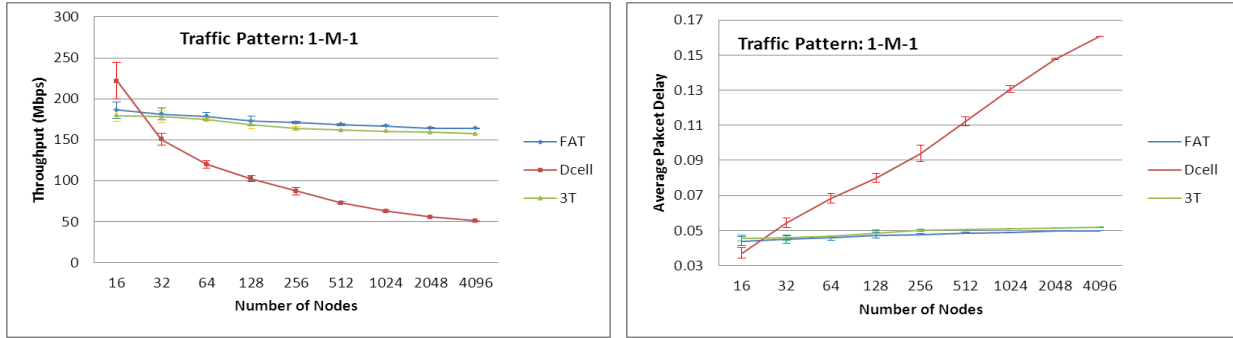 Traffic Pattern: 1-M-1
Throughput (Mbps)
300
250
200
150
100
50
0
16 32 64 128 256 512 1024 2048 4096
Number of Nodes
FAT
Dcell
3T
Traffic Pattern: 1-M-1
Average Pakcet Delay
0.17
0.15
0.13
0.11
0.09
0.07
0.05
0.03
16 32 64 128 256 512 1024 2048 4096
Number of Nodes
FAT
Dcell
3T